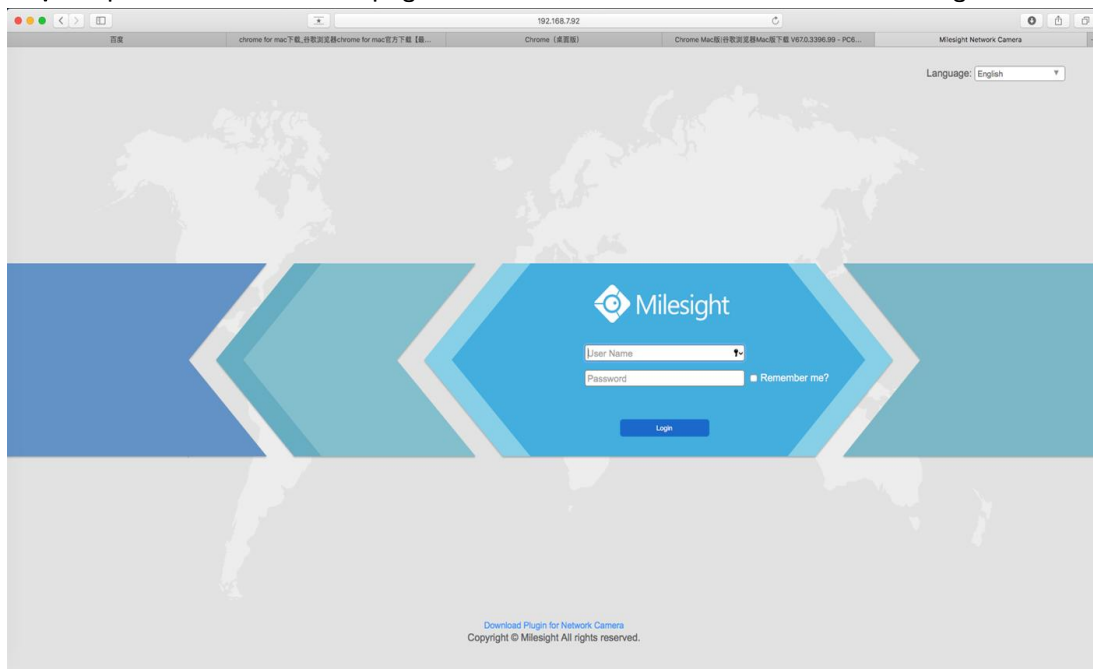 192.168.7.92
百度
chrome for mac下载_谷歌浏览器chrome for mac官方下载【最...
Chrome（桌面版）
Chrome Mac版|谷歌浏览器Mac版下载 V67.0.3396.99 - PC6...
Milesight Network Camera
Language: English
Milesight
User Name
Password
Remember me?
Login
Download Plugin for Network Camera
Copyright © Milesight All rights reserved.